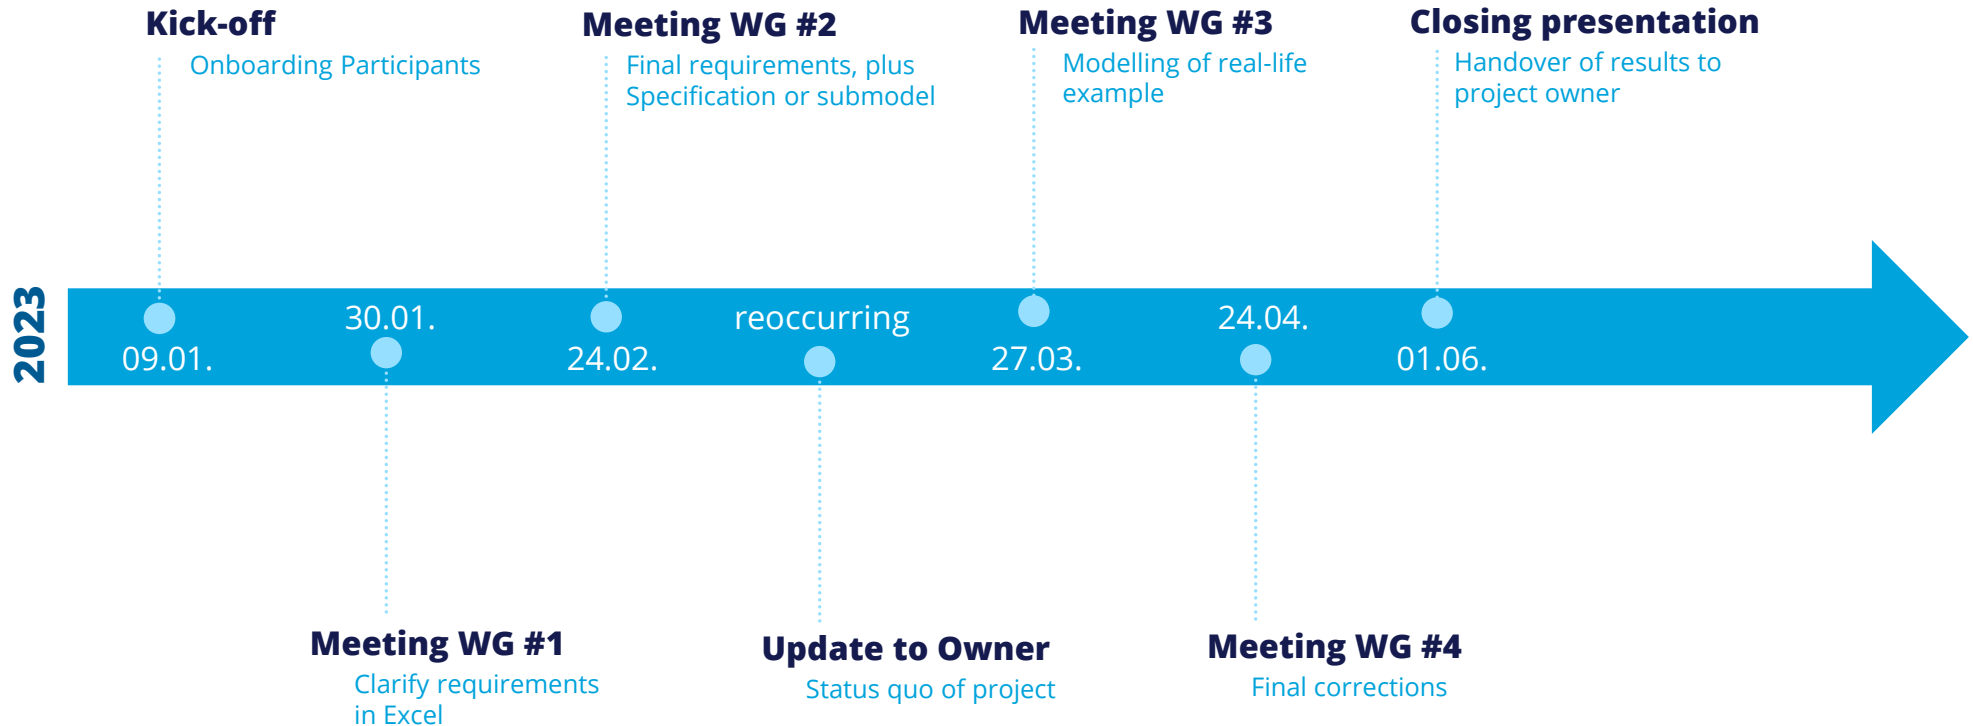 Kick-off
Onboarding Participants
Meeting WG #2
Final requirements, plus
Specification or submodel
Meeting WG #3
Modelling of real-life
example
Closing presentation
Handover of results to
project owner
2023
09.01.
30.01.
24.02.
reoccurring
27.03.
24.04.
01.06.
Meeting WG #1
Clarify requirements
in Excel
Update to Owner
Status quo of project
Meeting WG #4
Final corrections